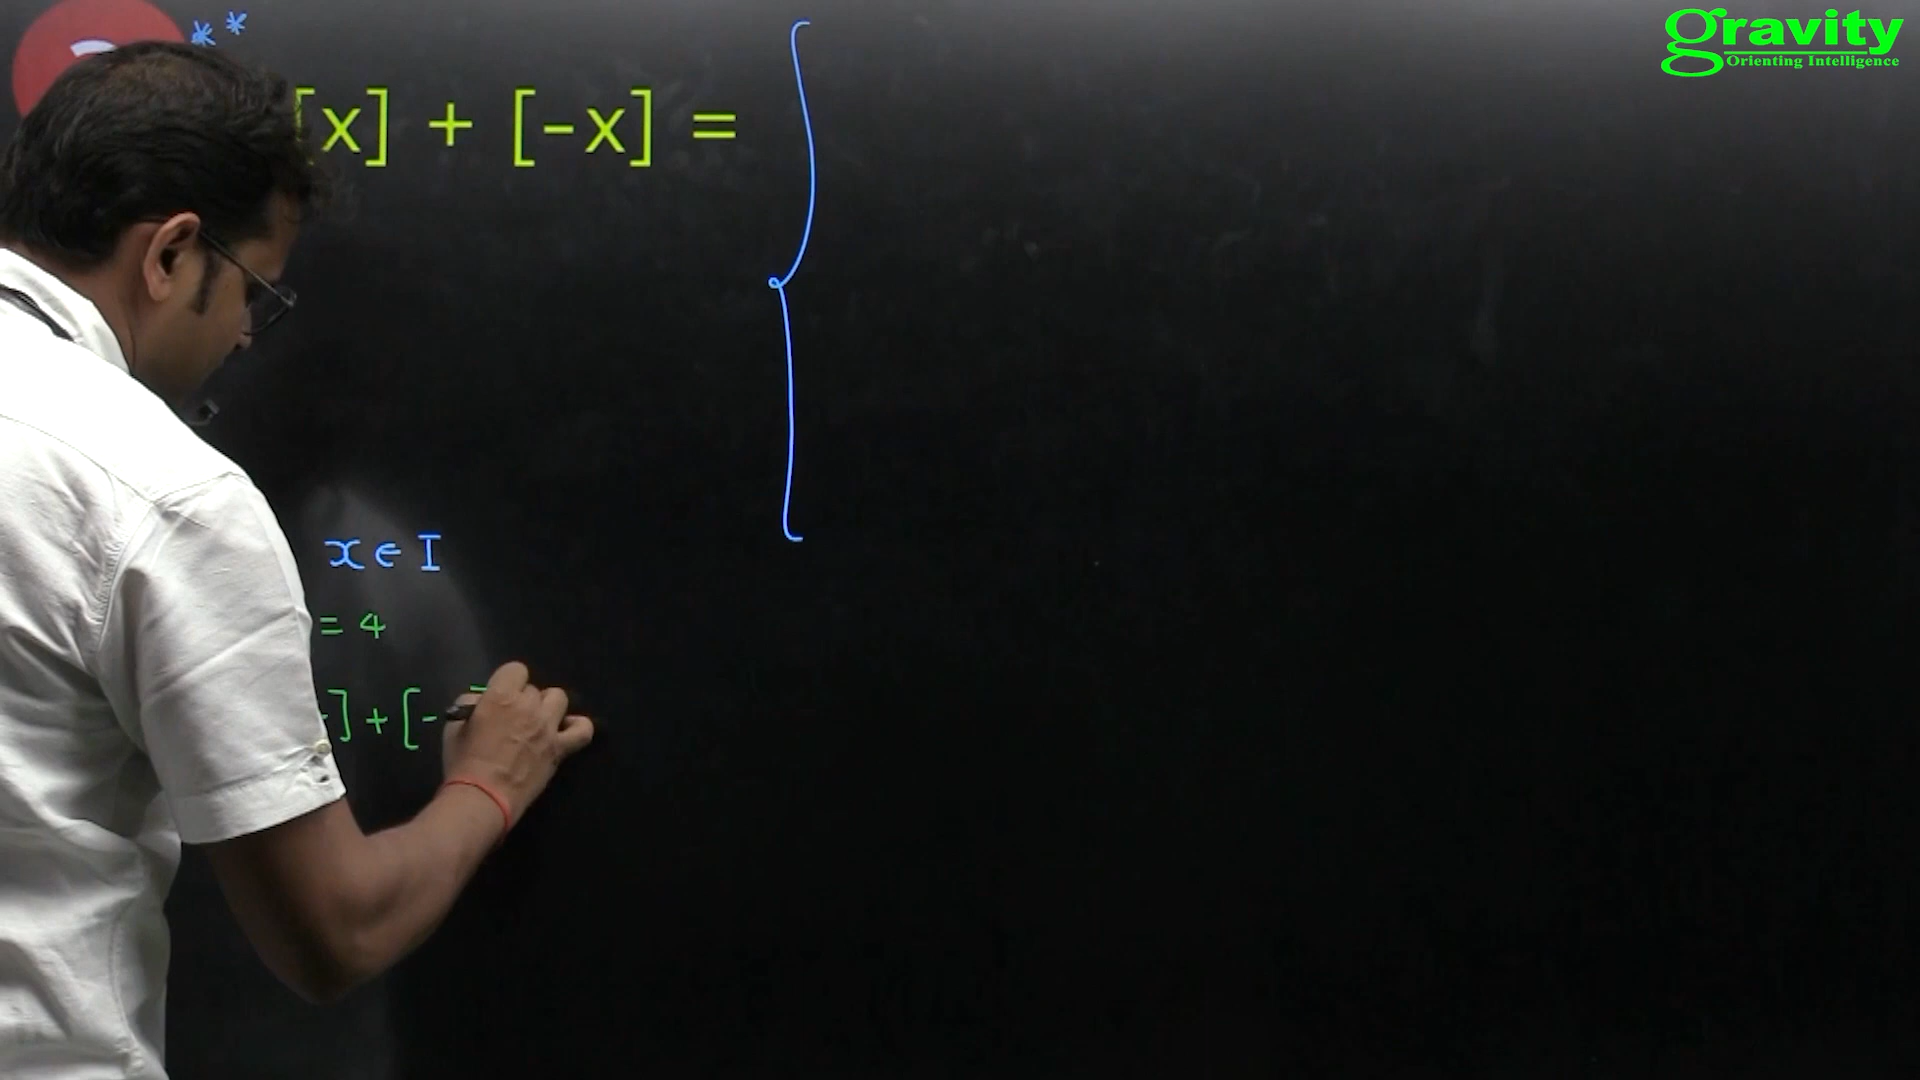 gravity
Orienting Intelligence
**
[x] + [-x] =
x ∈ I
= 4
] + [-